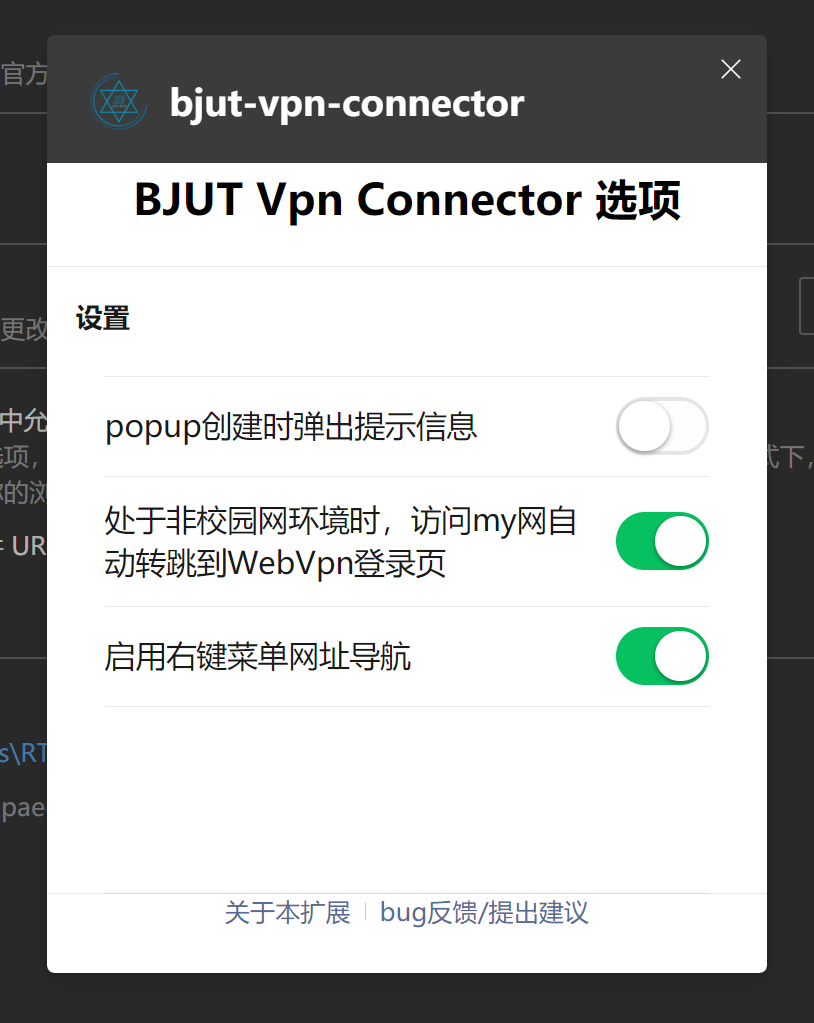 官方
bjut-vpn-connector
BJUT Vpn Connector 选项
设置
更改
popup创建时弹出提示信息
中允
选项，
式下，
你的浏
处于非校园网环境时，访问my网自
动转跳到WebVpn登录页
UR
启用右键菜单网址导航
s\RT
pae
关于本扩展
bug反馈/提出建议